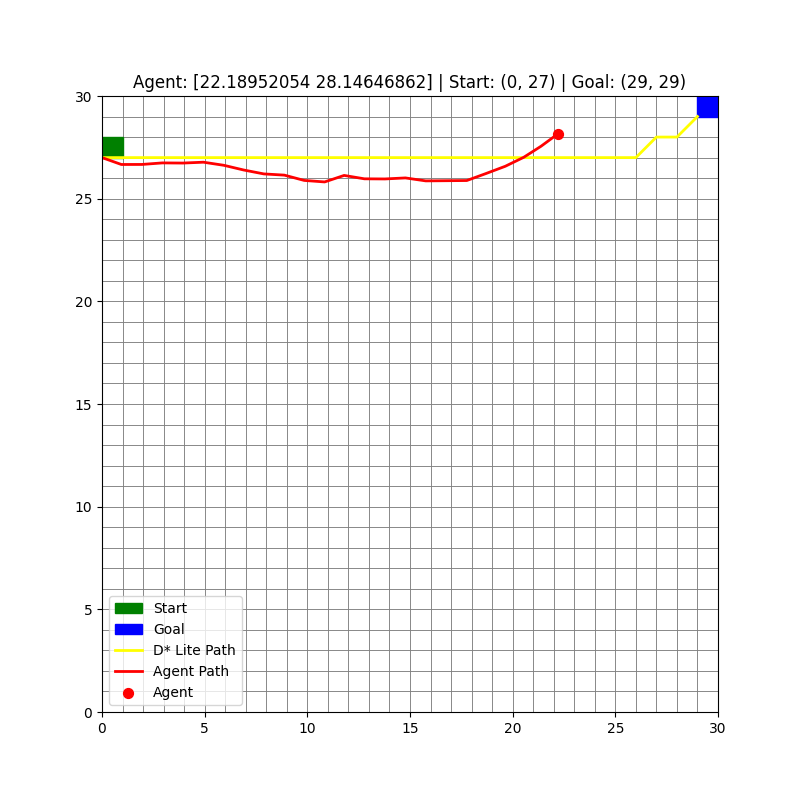 Agent: [22.18952054 28.14646862] | Start: (0, 27) | Goal: (29, 29)
30
25
20
15
10
5
0
Start
Goal
D* Lite Path
Agent Path
Agent
0 5 10 15 20 25 30